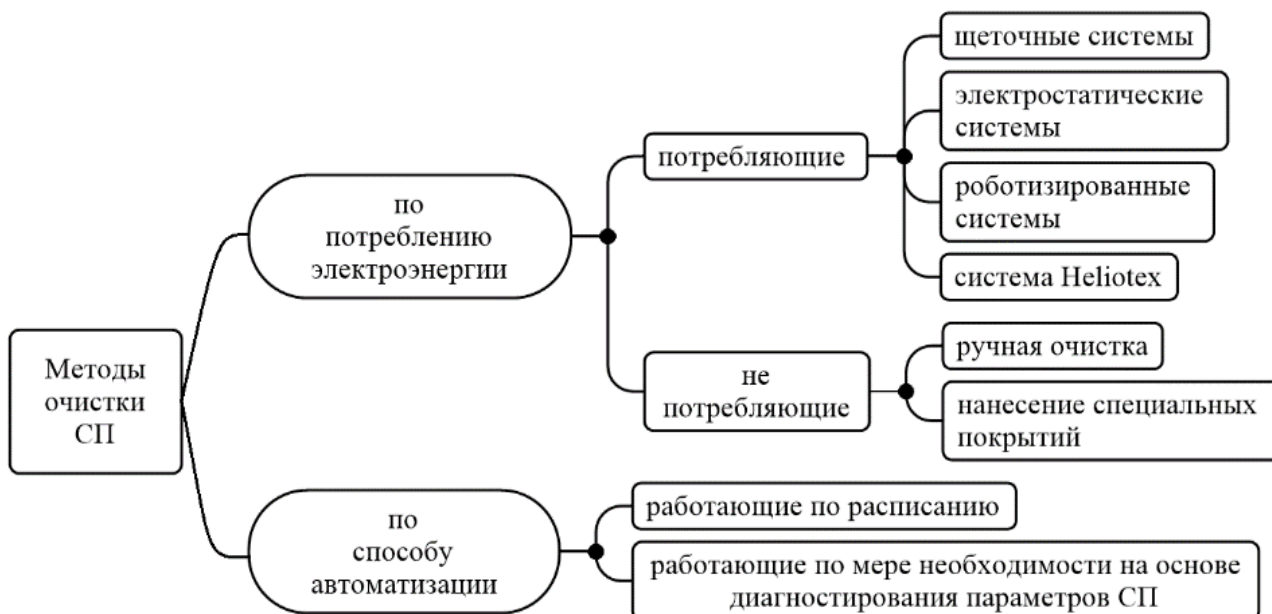 Методы
очистки
СП
по
потреблению
электроэнергии
потребляющие
щеточные системы
электростатические
системы
роботизированные
системы
система Heliotex
не
потребляющие
ручная очистка
нанесение специальных
покрытий
по
способу
автоматизации
работающие по расписанию
работающие по мере необходимости на основе
диагностирования параметров СП